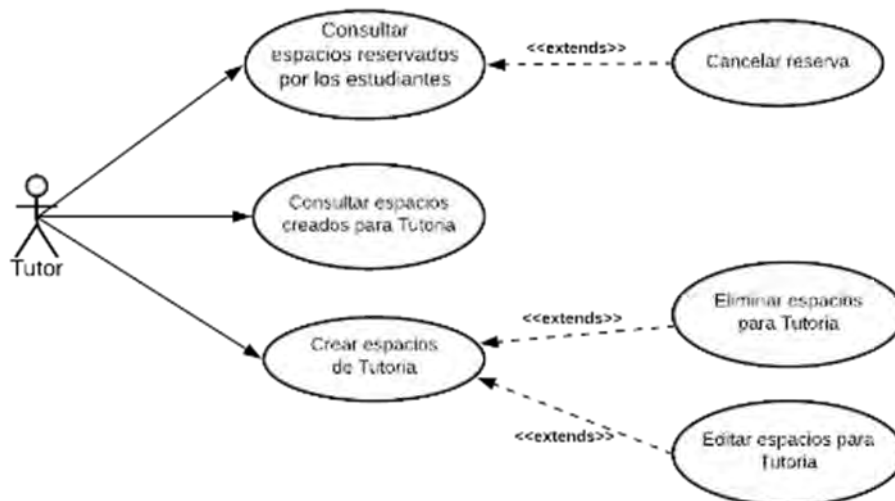 Consultar
espacios reservados
por los estudiantes
<<extends>>
Cancelar reserva
Consultar espacios
creados para Tutoria
Tutor
Crear espacios
de Tutoria
<<extends>>
Eliminar espacios
para Tutoria
<<extends>>
Editar espacios para
Tutoria